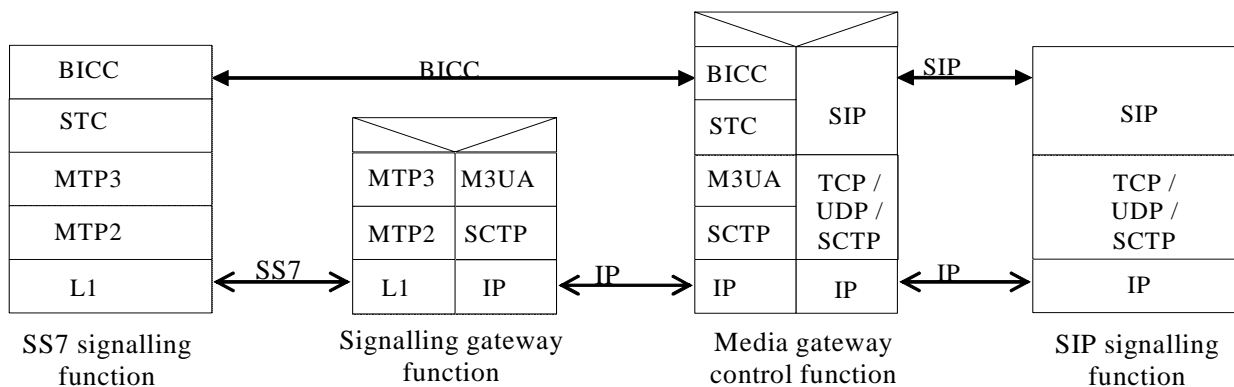 BICC
STC
MTP3
MTP2
L1
SS7 signalling
function
BICC
SS7
MTP3
M3UA
MTP2
SCTP
L1
IP
Signalling gateway
function
IP
BICC
STC
M3UA
SCTP
IP
SIP
TCP /
UDP /
SCTP
IP
Media gateway
control function
SIP
IP
SIP
TCP /
UDP /
SCTP
IP
SIP signalling
function